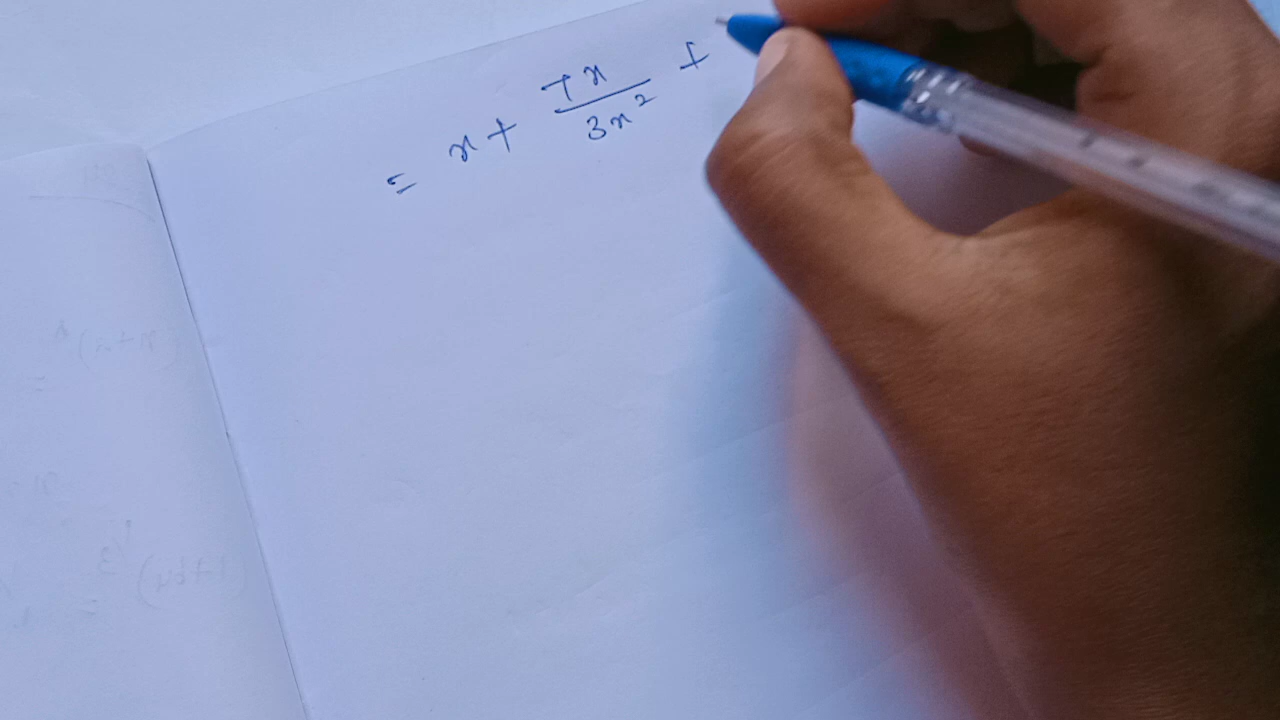 = x + 7x/3x² +